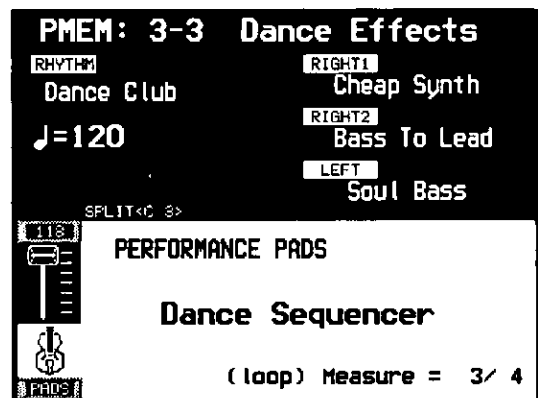 PMEM: 3-3 Dance Effects
RHYTHM
Dance Club
♩=120
RIGHT1
Cheap Synth
RIGHT2
Bass To Lead
LEFT
Soul Bass
SPLIT<C 3>
118
PERFORMANCE PADS
Dance Sequencer
(loop) Measure = 3/ 4
PADS